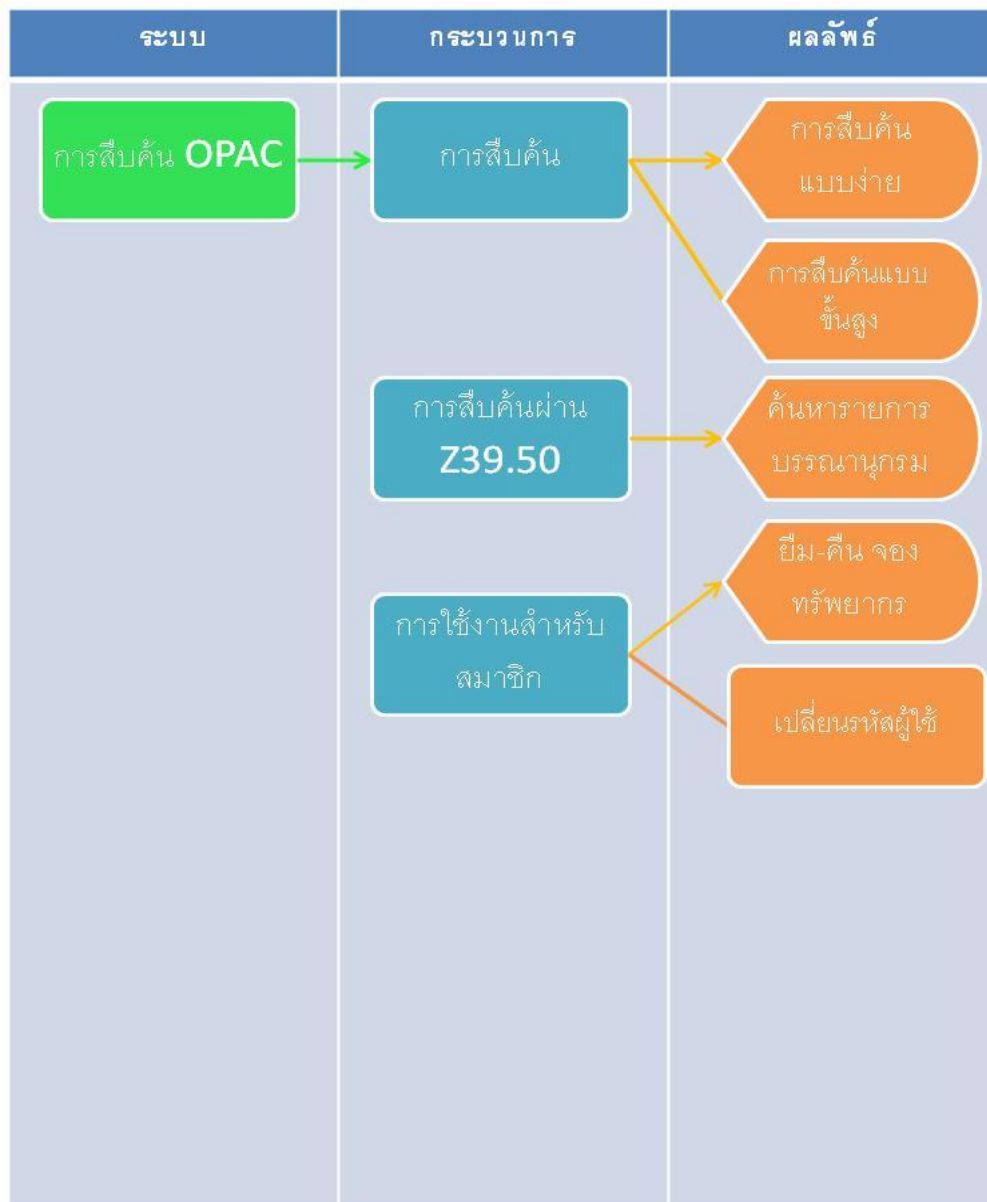 ระบบ
กระบวนการ
ผลลัพธ์
การสืบค้น OPAC
การสืบค้น
การสืบค้น
แบบง่าย
การสืบค้นแบบ
ขั้นสูง
การสืบค้นผ่าน
Z39.50
ค้นหารายการ
บรรณานุกรม
การใช้งานสำหรับ
สมาชิก
ยืม-คืน จอง
ทรัพยากร
เปลี่ยนรหัสผู้ใช้